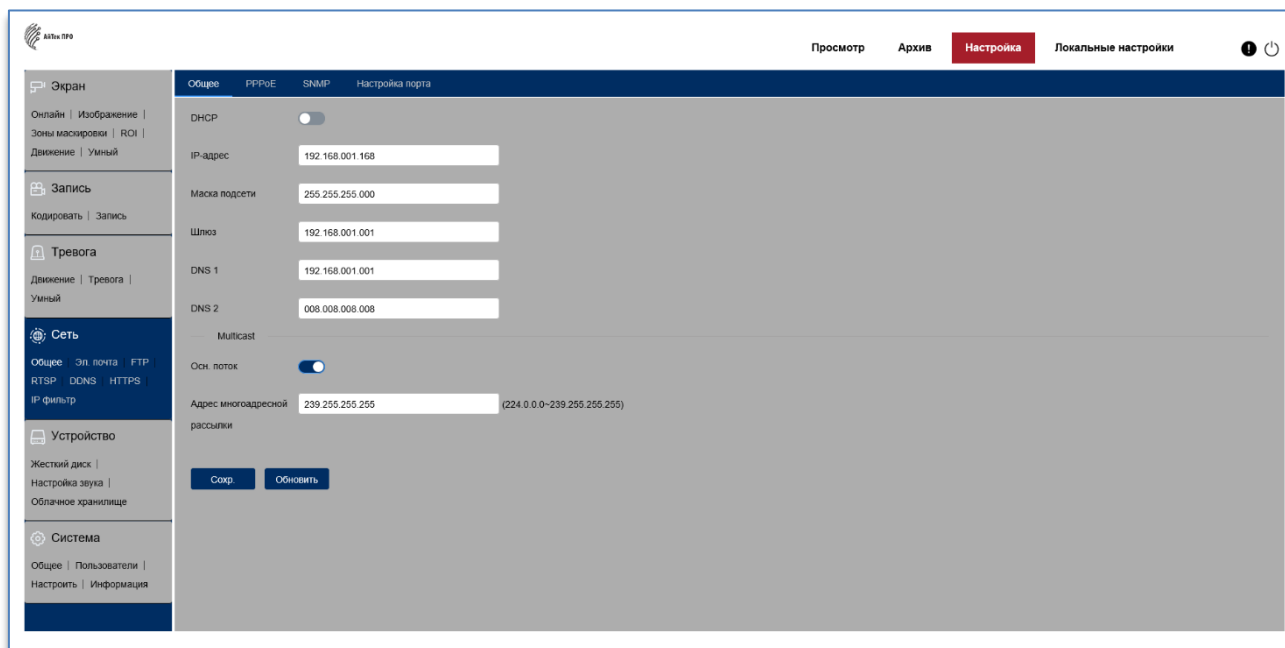 АйТек ПРО
Просмотр Архив Настройка Локальные настройки
Экран
Онлайн | Изображение |
Зоны маскировки | ROI |
Движение | Умный
Запись
Кодировать | Запись
Тревога
Движение | Тревога |
Умный
Сеть
Общее | Эл. почта | FTP |
RTSP | DDNS | HTTPS |
IP фильтр
Устройство
Жесткий диск |
Настройка звука |
Облачное хранилище
Система
Общее | Пользователи |
Настроить | Информация
Общее PPPoE SNMP Настройка порта
DHCP
IP-адрес 192.168.001.168
Маска подсети 255.255.255.000
Шлюз 192.168.001.001
DNS 1 192.168.001.001
DNS 2 008.008.008.008
Multicast
Осн. поток
Адрес многоадресной 239.255.255.255 (224.0.0.0~239.255.255.255)
рассылки
Сохр. Обновить